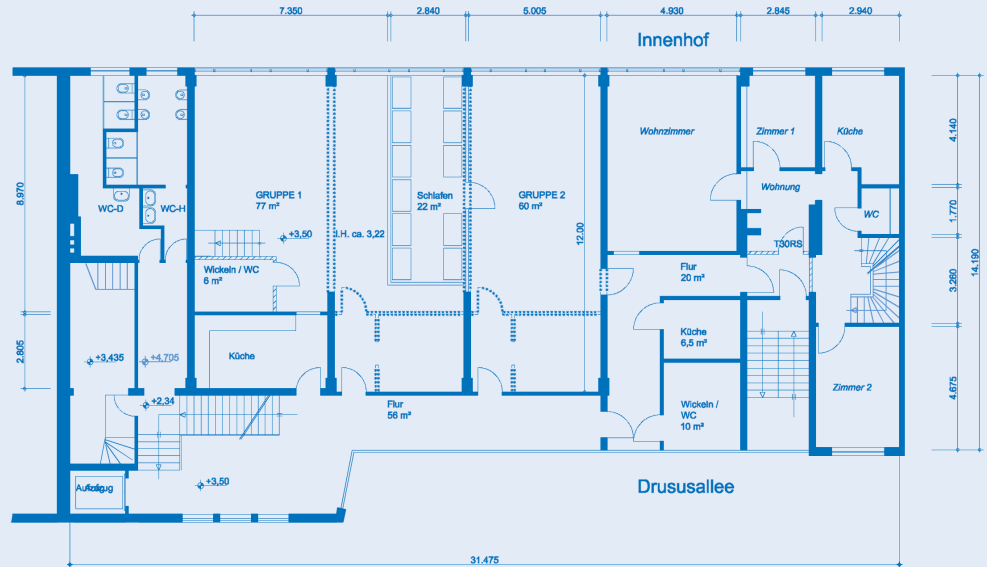 7.350
2.840
5.005
4.930
2.845
2.940
Innenhof
8.970
2.805
WC-D
WC-H
GRUPPE 1
77 m²
+3,50
I.H. ca. 3,22
Schlafen
22 m²
GRUPPE 2
60 m²
12.00
Wohnzimmer
Zimmer 1
Küche
Wohnung
WC
T30RS
4.140
1.770
3.260
4.675
14.190
Wickeln / WC
6 m²
Flur
20 m²
+3,435
+4,705
Küche
Küche
6,5 m²
+2,34
Flur
56 m²
Wickeln /
WC
10 m²
Zimmer 2
Aufzug
+3,50
Drususallee
31.475